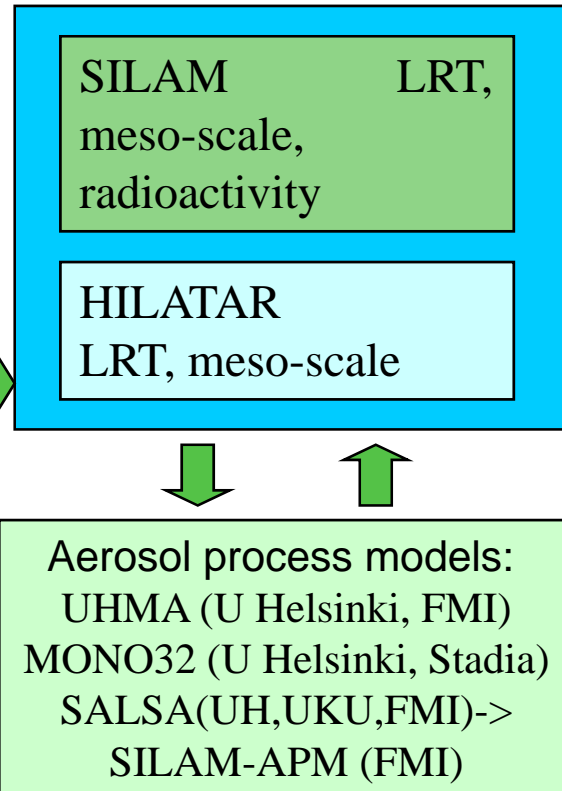 SILAM LRT,
meso-scale,
radioactivity
HILATAR
LRT, meso-scale
Aerosol process models:
UHMA (U Helsinki, FMI)
MONO32 (U Helsinki, Stadia)
SALSA(UH,UKU,FMI)->
SILAM-APM (FMI)